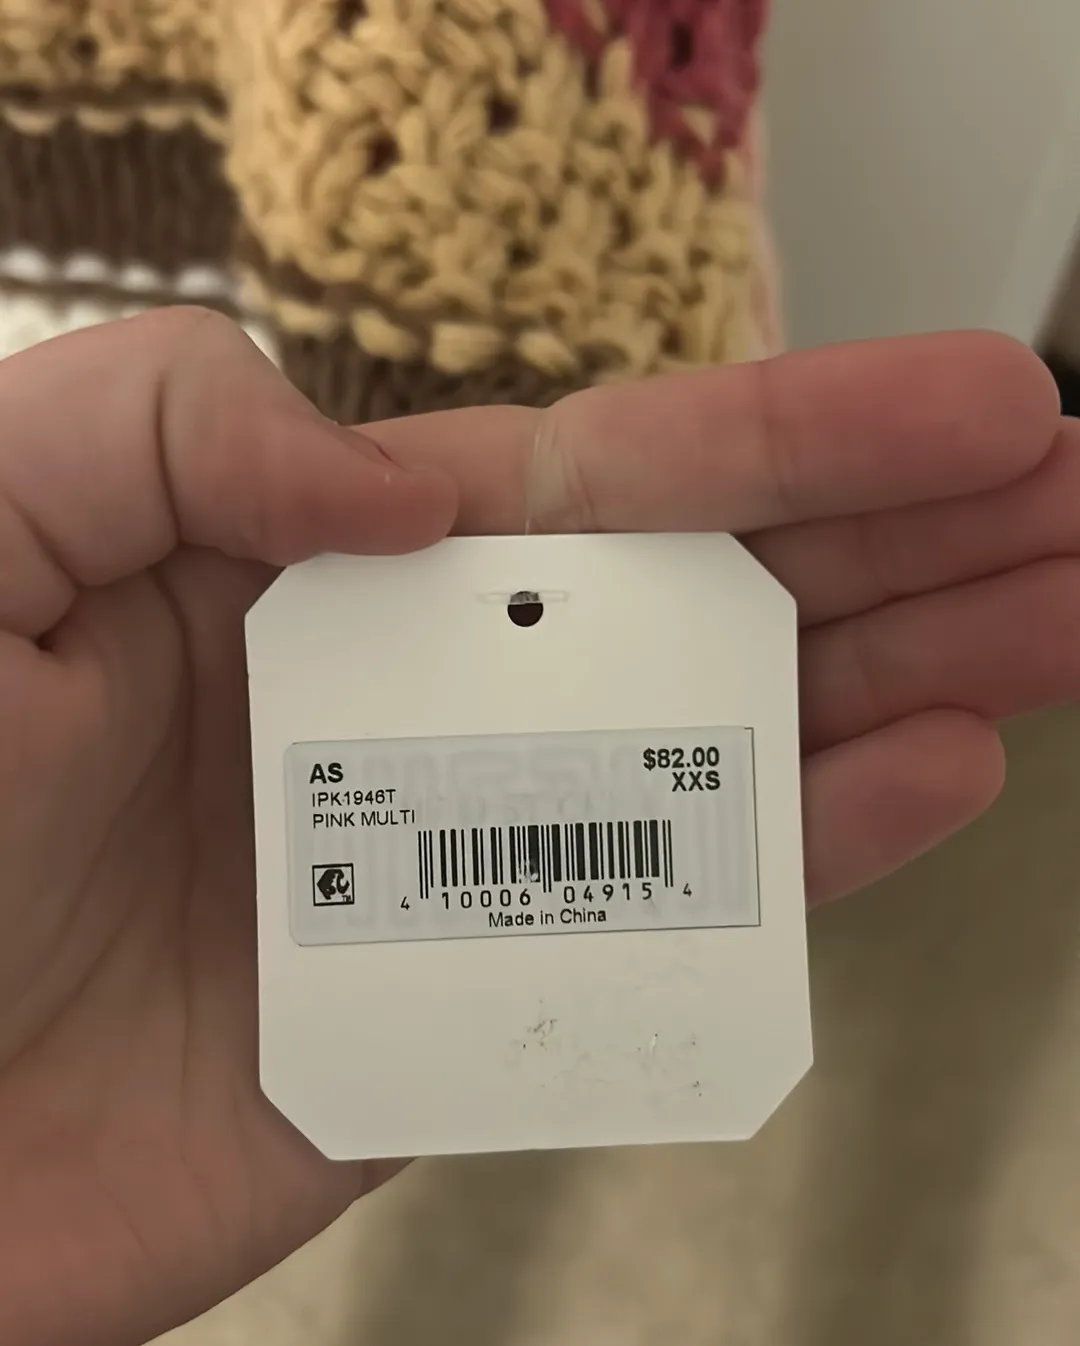 AS
$82.00
IPK1946T
XXS
PINK MULTI
4 10006 04915 4
Made in China